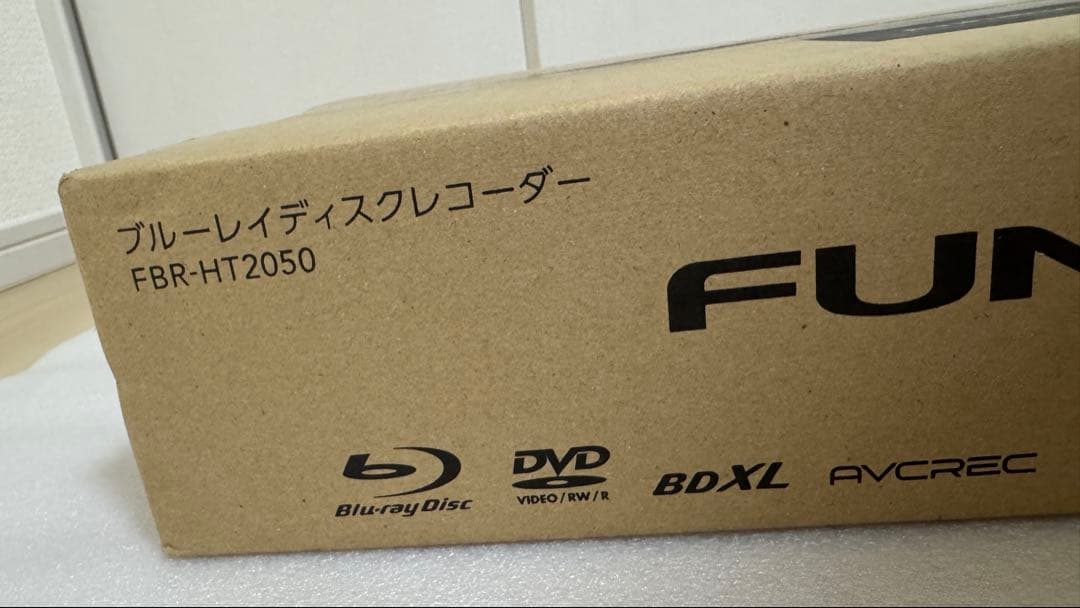 ブルーレイディスクレコーダー
FBR-HT2050
FUN
Blu-ray Disc
DVD
VIDEO/RW/R
BDXL
AVCREC